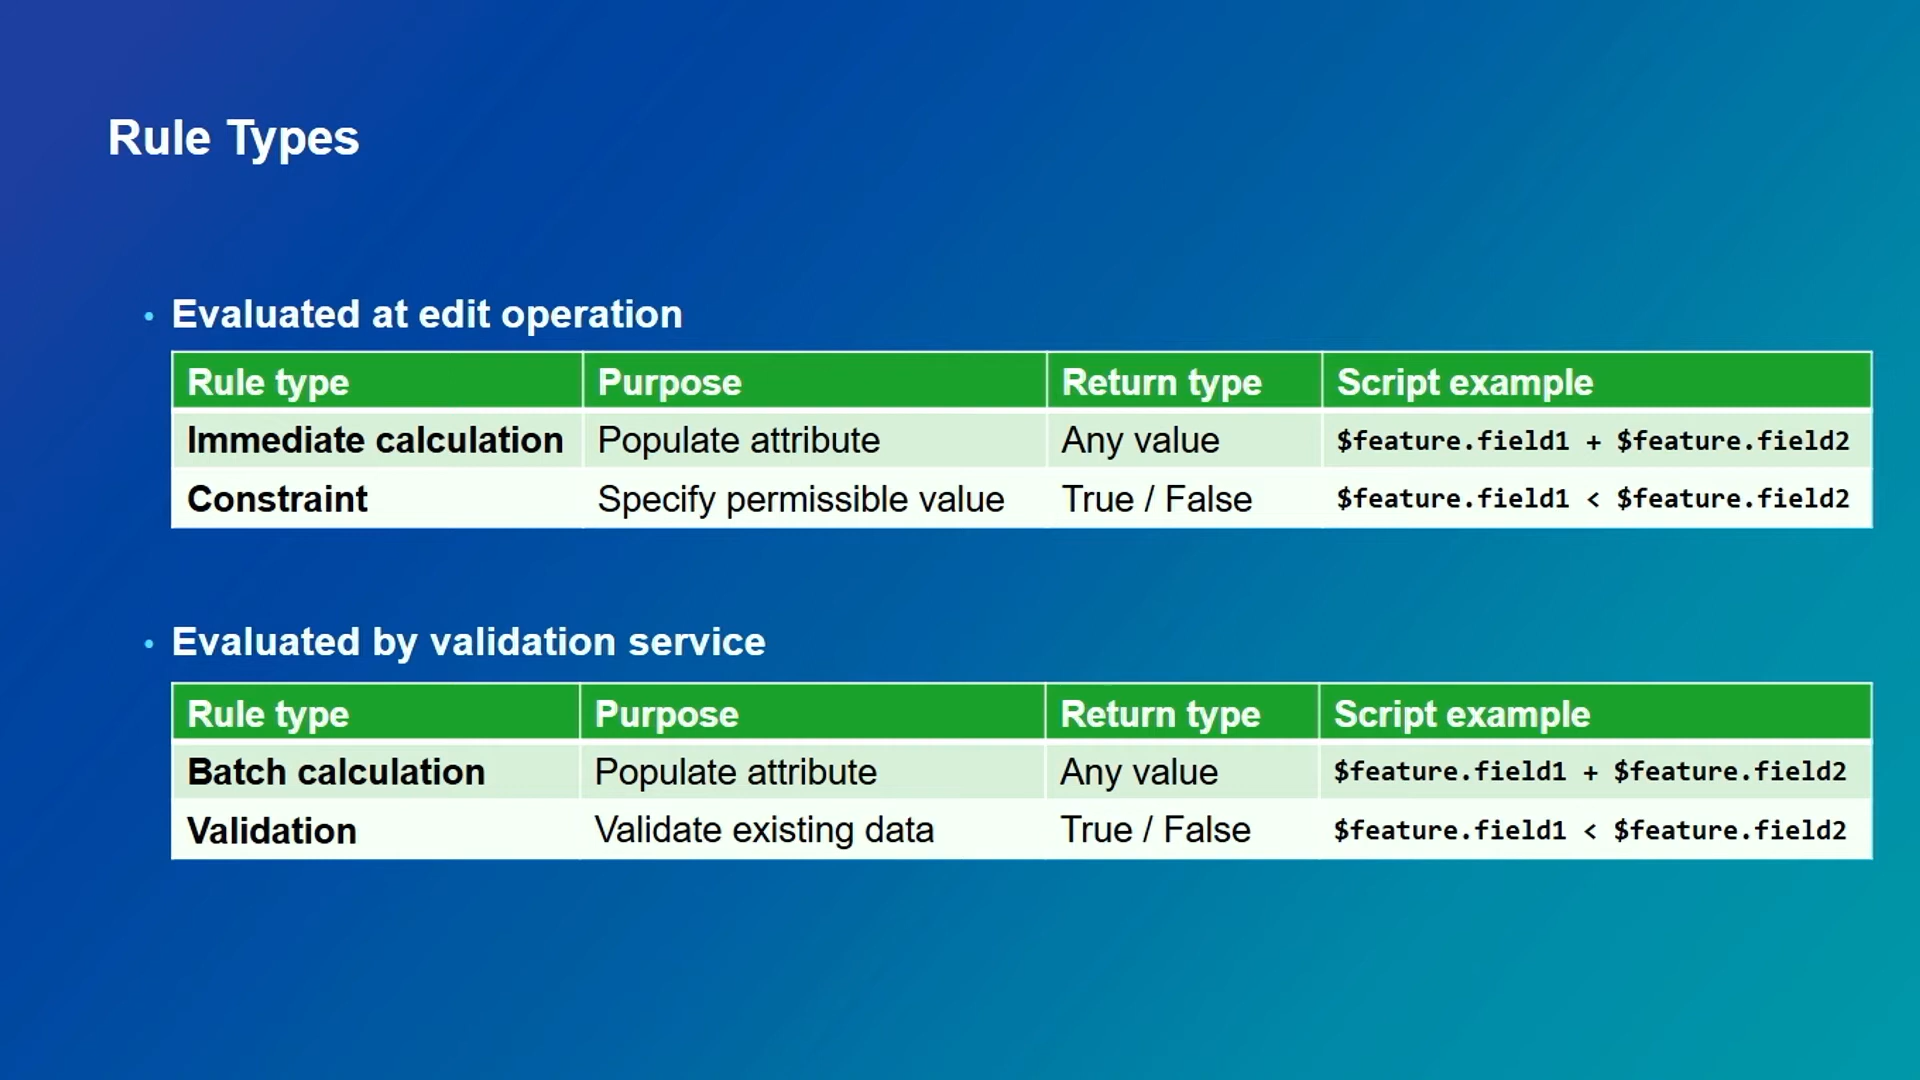 Rule Types
• Evaluated at edit operation
Rule type Purpose Return type Script example
Immediate calculation Populate attribute Any value $feature.field1 + $feature.field2
Constraint Specify permissible value True / False $feature.field1 < $feature.field2
• Evaluated by validation service
Rule type Purpose Return type Script example
Batch calculation Populate attribute Any value $feature.field1 + $feature.field2
Validation Validate existing data True / False $feature.field1 < $feature.field2